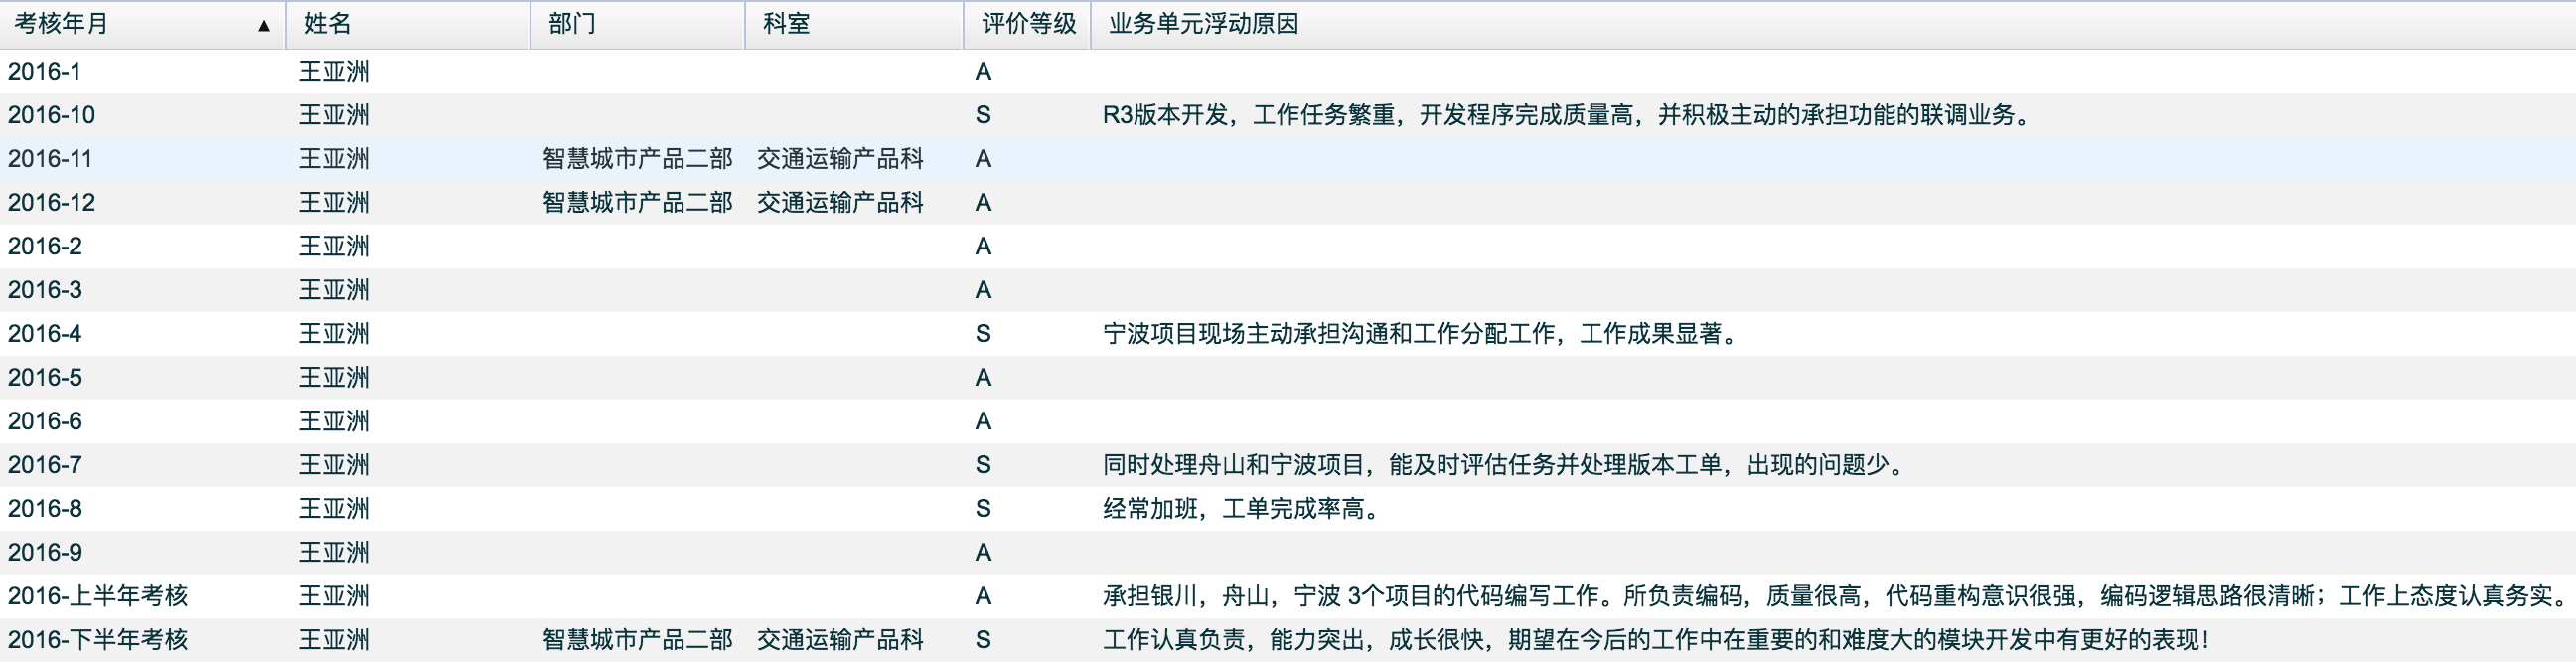 考核年月 ▲ 姓名 部门 科室 评价等级 业务单元浮动原因
2016-1 王亚洲 A
2016-10 王亚洲 S R3版本开发，工作任务繁重，开发程序完成质量高，并积极主动的承担功能的联调业务。
2016-11 王亚洲 智慧城市产品二部 交通运输产品科 A
2016-12 王亚洲 智慧城市产品二部 交通运输产品科 A
2016-2 王亚洲 A
2016-3 王亚洲 A
2016-4 王亚洲 S 宁波项目现场主动承担沟通和工作分配工作，工作成果显著。
2016-5 王亚洲 A
2016-6 王亚洲 A
2016-7 王亚洲 S 同时处理舟山和宁波项目，能及时评估任务并处理版本工单，出现的问题少。
2016-8 王亚洲 S 经常加班，工单完成率高。
2016-9 王亚洲 A
2016-上半年考核 王亚洲 A 承担银川，舟山，宁波 3个项目的代码编写工作。所负责编码，质量很高，代码重构意识很强，编码逻辑思路很清晰；工作上态度认真务实。
2016-下半年考核 王亚洲 智慧城市产品二部 交通运输产品科 S 工作认真负责，能力突出，成长很快，期望在今后的工作中在重要的和难度大的模块开发中有更好的表现！